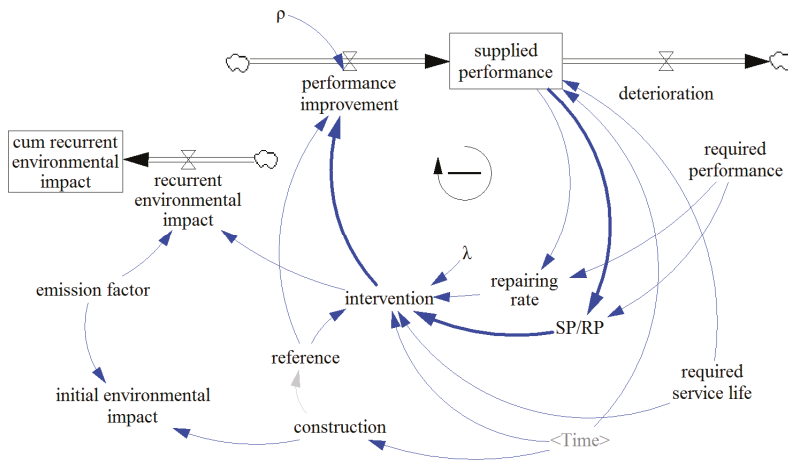 ρ
supplied
performance
performance
improvement
deterioration
cum recurrent
environmental
impact
recurrent
environmental
impact
required
performance
λ
emission factor
intervention
repairing
rate
SP/RP
reference
required
service life
initial environmental
impact
construction
<Time>